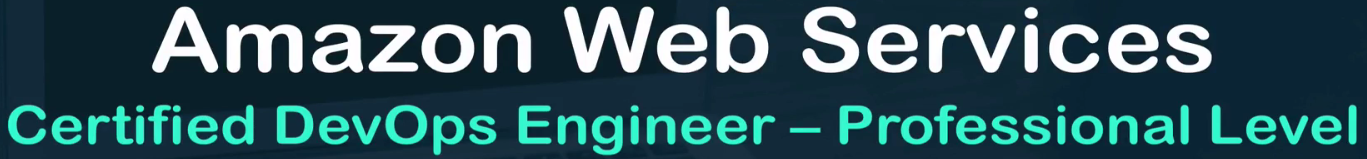 Amazon Web Services
Certified DevOps Engineer – Professional Level